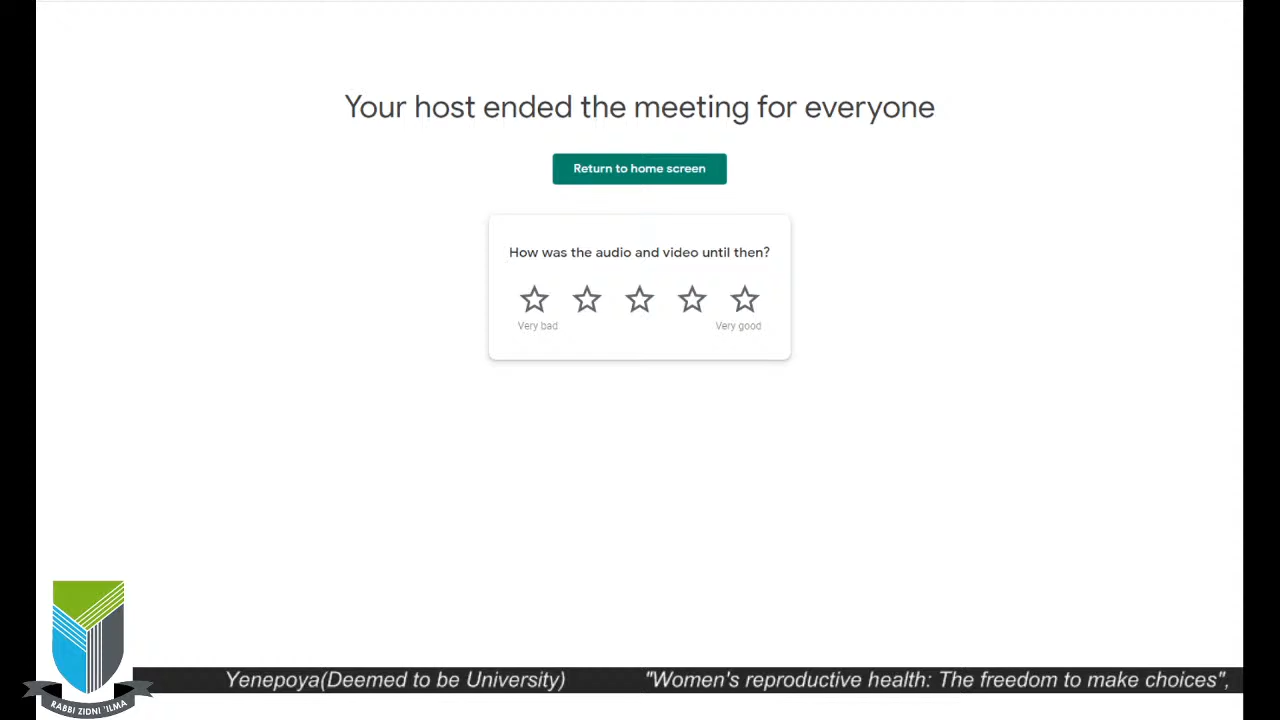 Your host ended the meeting for everyone
Return to home screen
How was the audio and video until then?
Very bad
Very good
Yenepoya(Deemed to be University) "Women's reproductive health: The freedom to make choices",
RABBI ZIDNI 'ILMA